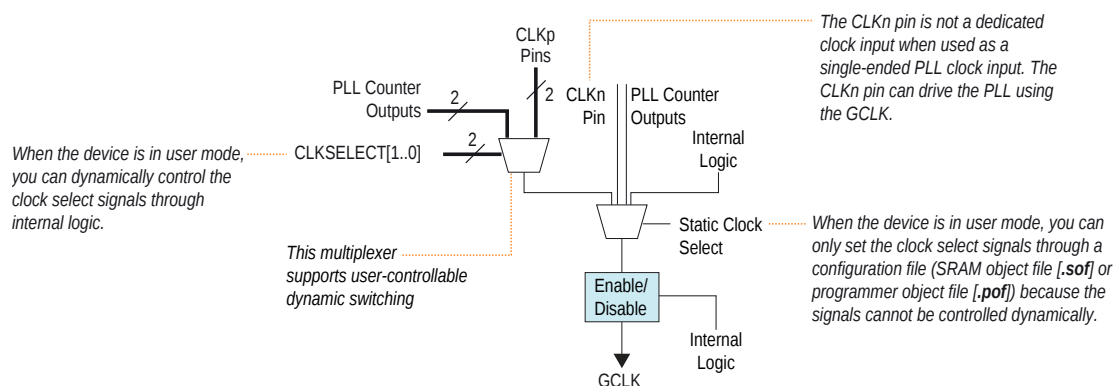 CLKp
Pins
The CLKn pin is not a dedicated
clock input when used as a
single-ended PLL clock input. The
CLKn pin can drive the PLL using
the GCLK.
PLL Counter
Outputs
2
2
CLKn
Pin
PLL Counter
Outputs
Internal
Logic
When the device is in user mode,
you can dynamically control the
clock select signals through
internal logic.
CLKSELECT[1..0]
2
This multiplexer
supports user-controllable
dynamic switching
Static Clock
Select
When the device is in user mode, you can
only set the clock select signals through a
configuration file (SRAM object file [.sof] or
programmer object file [.pof]) because the
signals cannot be controlled dynamically.
Enable/
Disable
Internal
Logic
GCLK